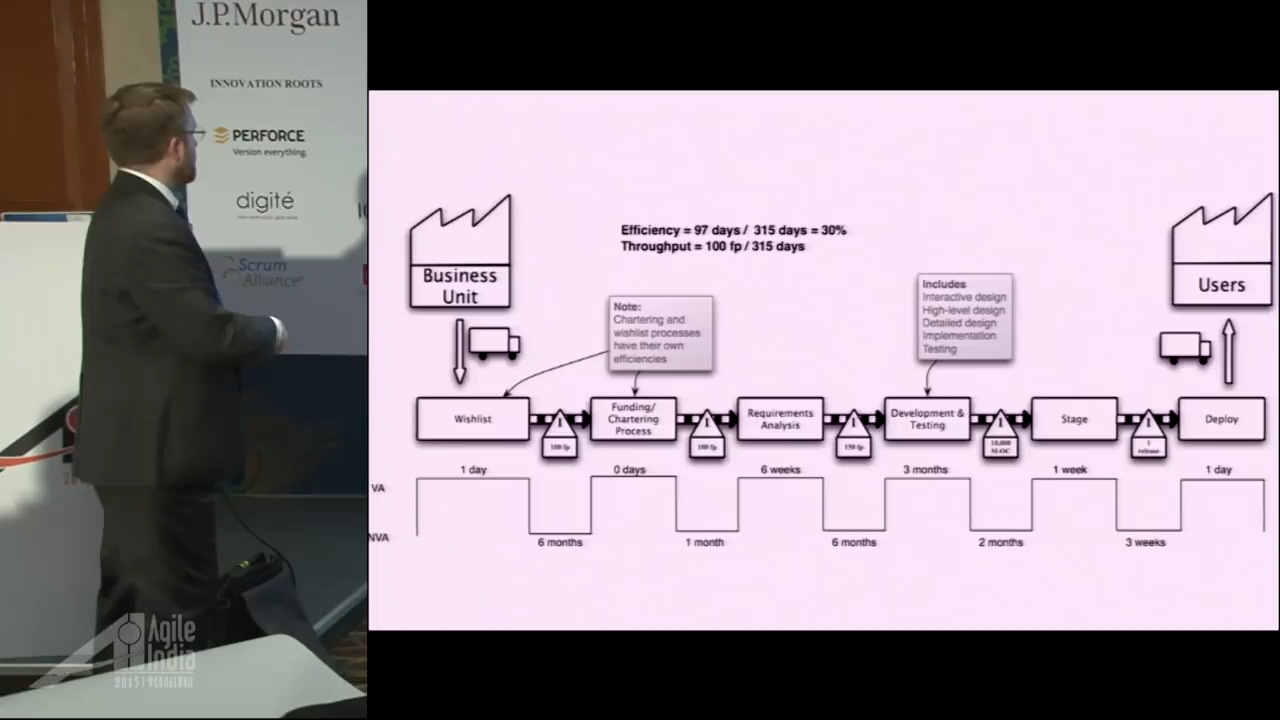 J.P.Morgan
INNOVATION ROOTS
PERFORCE
Version everything.
digité
Scrum
Alliance
Agile
India
Efficiency = 97 days / 315 days = 30%
Throughput = 100 fp / 315 days
Business
Unit
Users
Note:
Chartering and
wishlist processes
have their own
efficiencies
Includes
Interactive design
High-level design
Detailed design
Implementation
Testing
Wishlist
I
100 fp
Funding/
Chartering
Process
I
100 fp
Requirements
Analysis
I
150 fp
Development &
Testing
I
10,000
SLOC
Stage
I
1
release
Deploy
1 day
0 days
6 weeks
3 months
1 week
1 day
VA
NVA
6 months
1 month
6 months
2 months
3 weeks